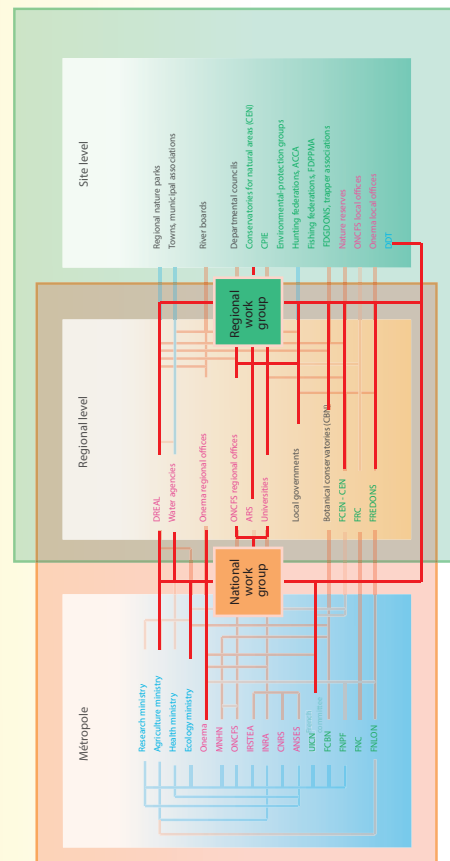 Métropole
Research ministry
Agriculture ministry
Health ministry
Ecology ministry
Onema
MNHN
ONCFS
IRSTEA
INRA
CNRS
ANSES
UICN
French
committee
FCBN
FNPF
FNC
FNLON
National
work
group
Regional level
DREAL
Water agencies
Onema regional offices
ONCFS regional offices
ARS
Universities
Local governments
Botanical conservatories (CBN)
FCEN - CEN
FRC
FREDONS
Regional
work
group
Site level
Regional nature parks
Towns, municipal associations
River boards
Departmental councils
Conservatories for natural areas (CEN)
CPIE
Environmental-protection groups
Hunting federations, ACCA
Fishing federations, FDPPMA
FDGDONS, trapper associations
Nature reserves
ONCFS local offices
Onema local offices
DDT